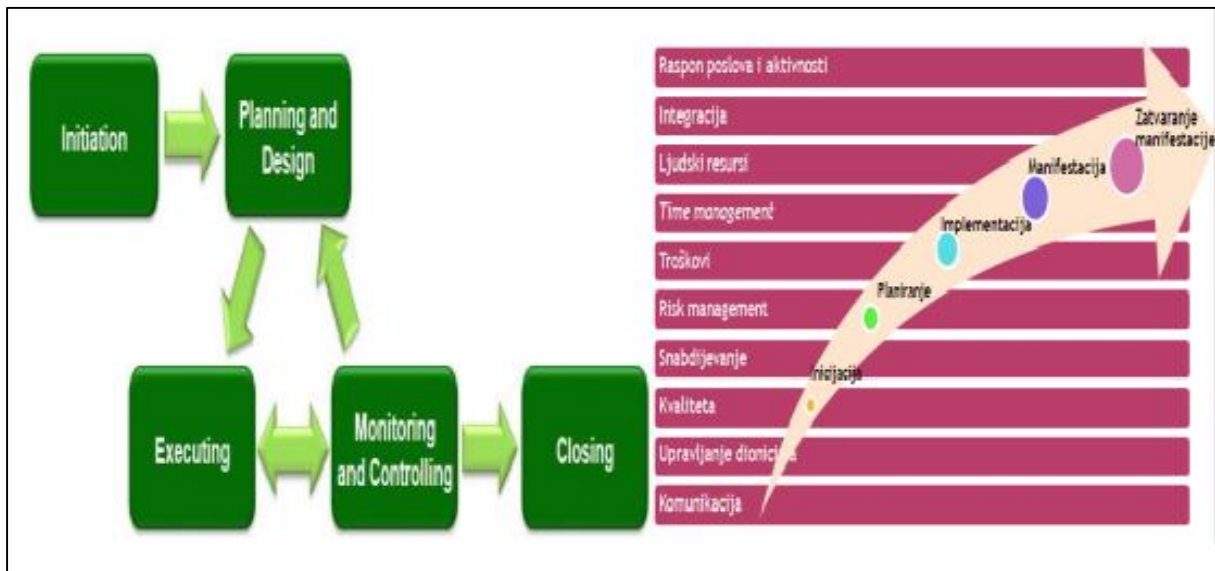 Initiation
Planning and
Design
Executing
Monitoring
and Controlling
Closing
Raspon poslova i aktivnosti
Integracija
Ljudski resursi
Time management
Troškovi
Risk management
Snabdijevanje
Kvaliteta
Upravljanje
Komunikacija
Inicijacija
Planiranje
Implementacija
Manifestacija
Zatvaranje
manifestacije